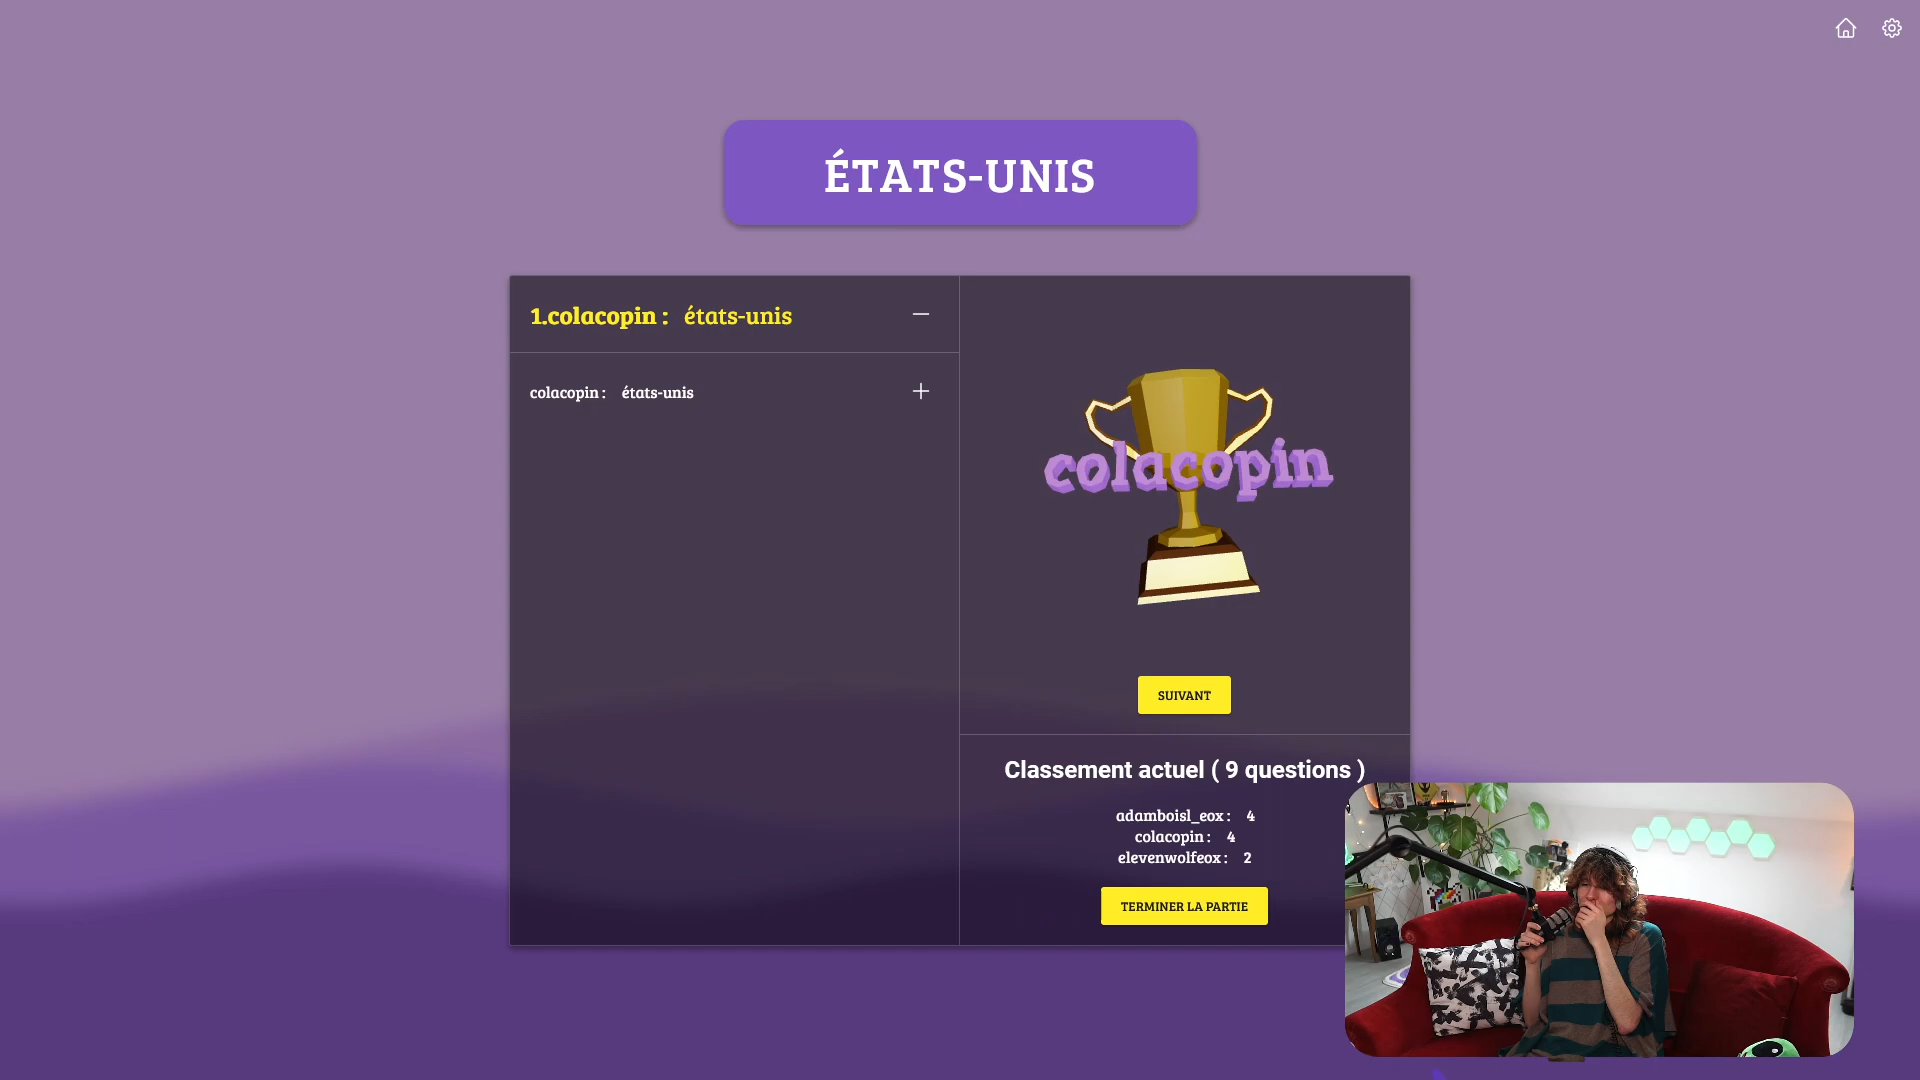 ÉTATS-UNIS
1.colacopin : états-unis
colacopin : états-unis
colacopin
SUIVANT
Classement actuel ( 9 questions )
adamboisl_eox : 4
colacopin : 4
elevenwolfeox : 2
TERMINER LA PARTIE